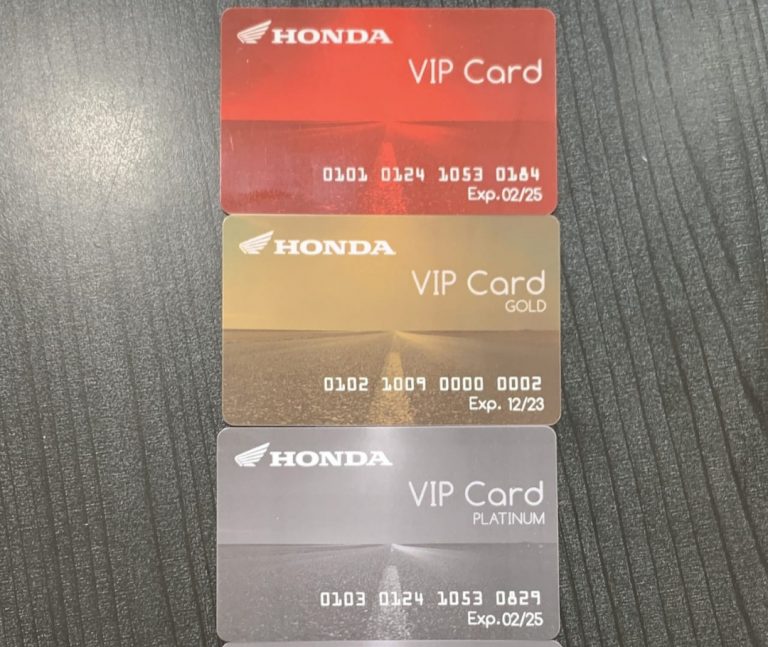 HONDA
VIP Card
0101 0124 1053 0184
Exp. 02/25
HONDA
VIP Card
GOLD
0102 1009 0000 0002
Exp. 12/23
HONDA
VIP Card
PLATINUM
0103 0124 1053 0829
Exp. 02/25